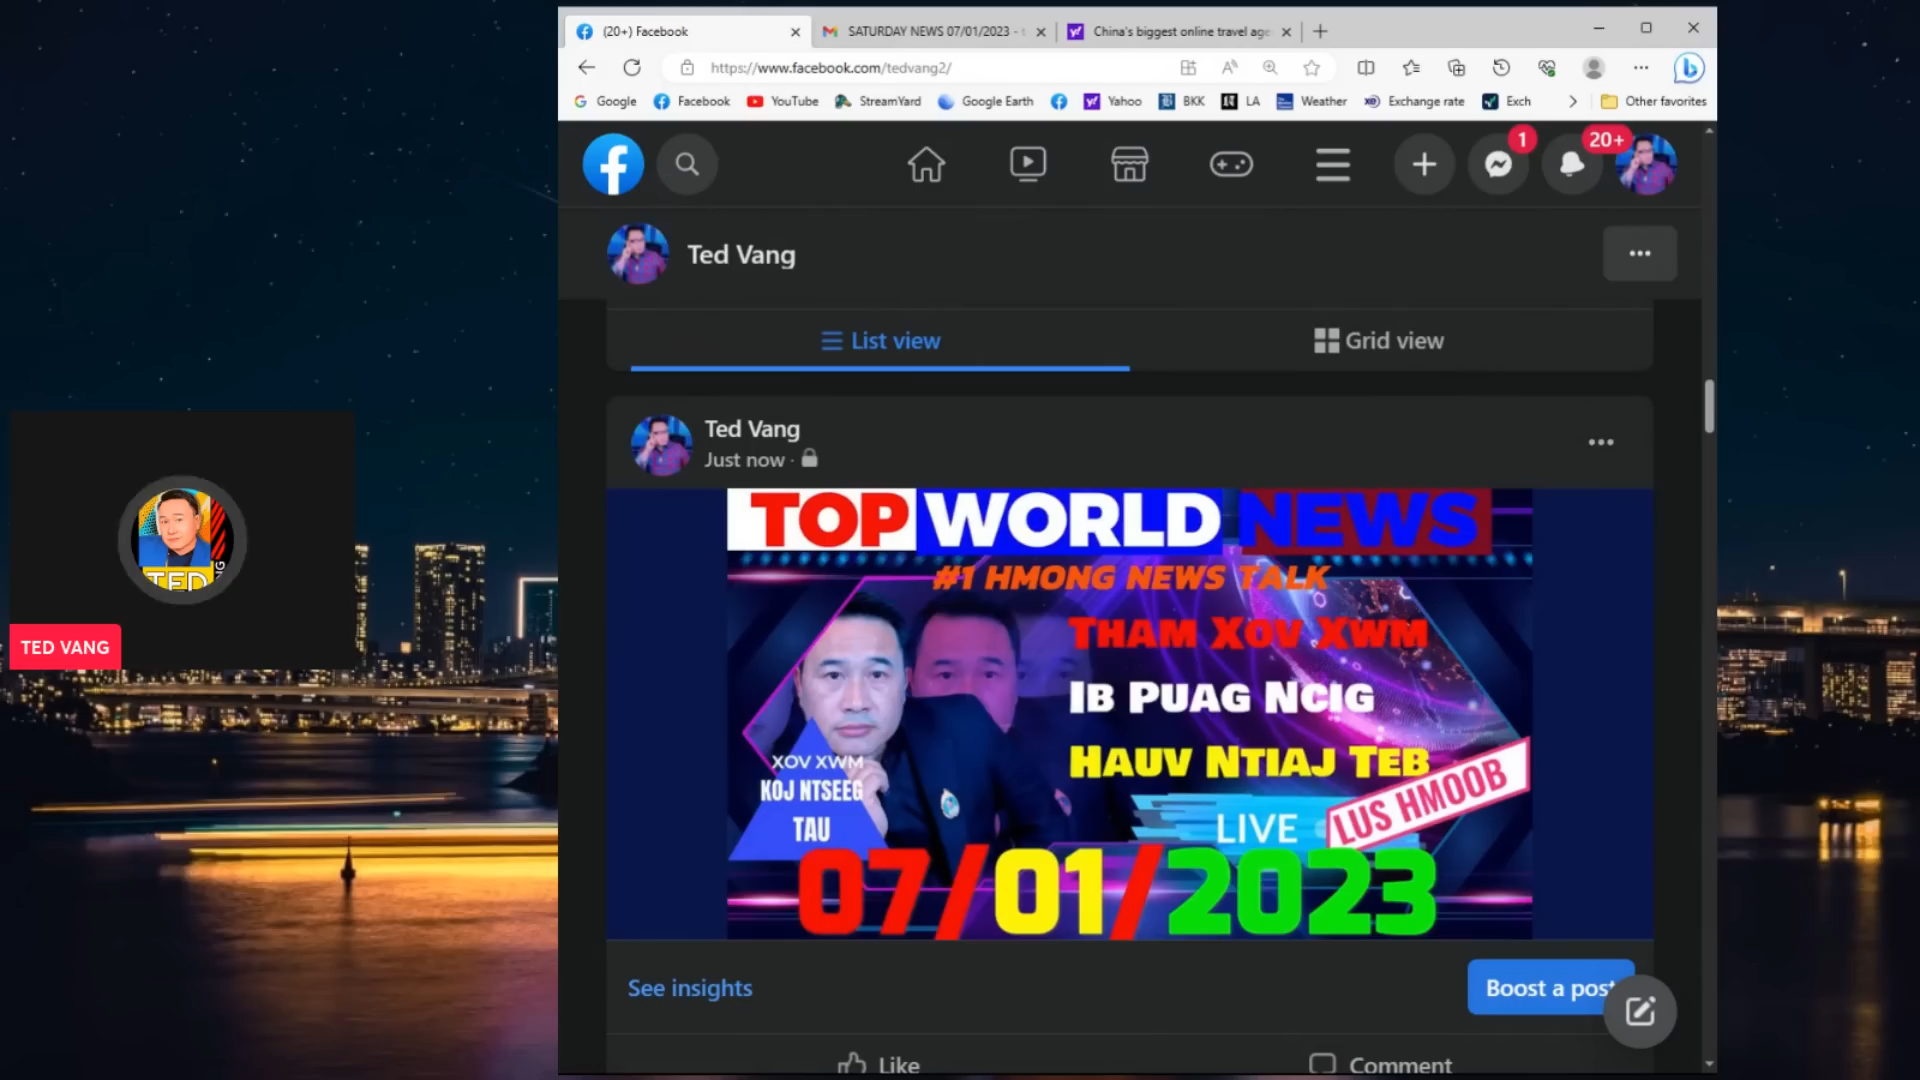 (20+) Facebook
SATURDAY NEWS 07/01/2023 - t
China's biggest online travel age
https://www.facebook.com/tedvang2/
Google
Facebook
YouTube
StreamYard
Google Earth
Yahoo
BKK
LA
Weather
Exchange rate
Exch
Other favorites
1
20+
Ted Vang
List view
Grid view
Ted Vang
Just now ·
TOP WORLD NEWS
#1 HMONG NEWS TALK
THAM XOV XWM
IB PUAG NCIG
HAUV NTIAJ TEB
XOV XWM
KOJ NTSEEG
TAU
LIVE
LUS HMOOB
07/01/2023
See insights
Boost a post
Like
Comment
TED
NG
TED VANG